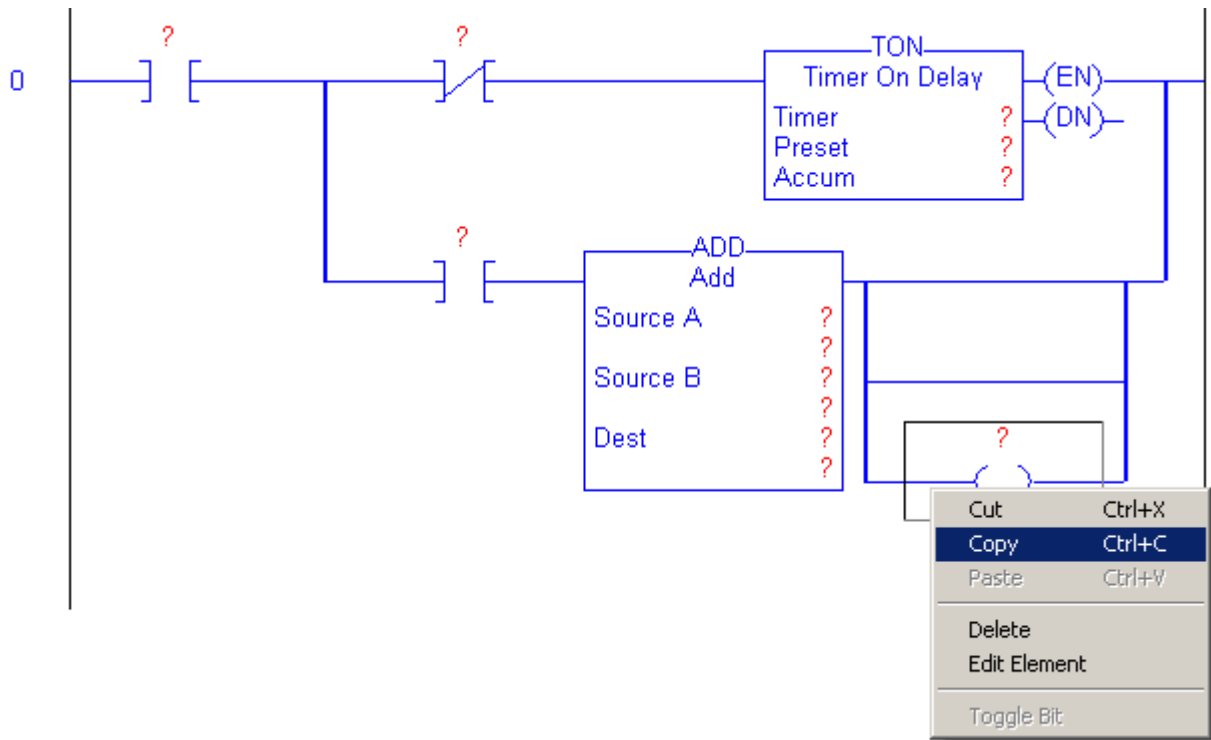 ? ?
TON
0 Timer On Delay (EN)
Timer ? (DN)
Preset ?
Accum ?
?
ADD
Add
Source A ?
?
Source B ?
?
Dest ?
?
?
Cut Ctrl+X
Copy Ctrl+C
Paste Ctrl+V
Delete
Edit Element
Toggle Bit